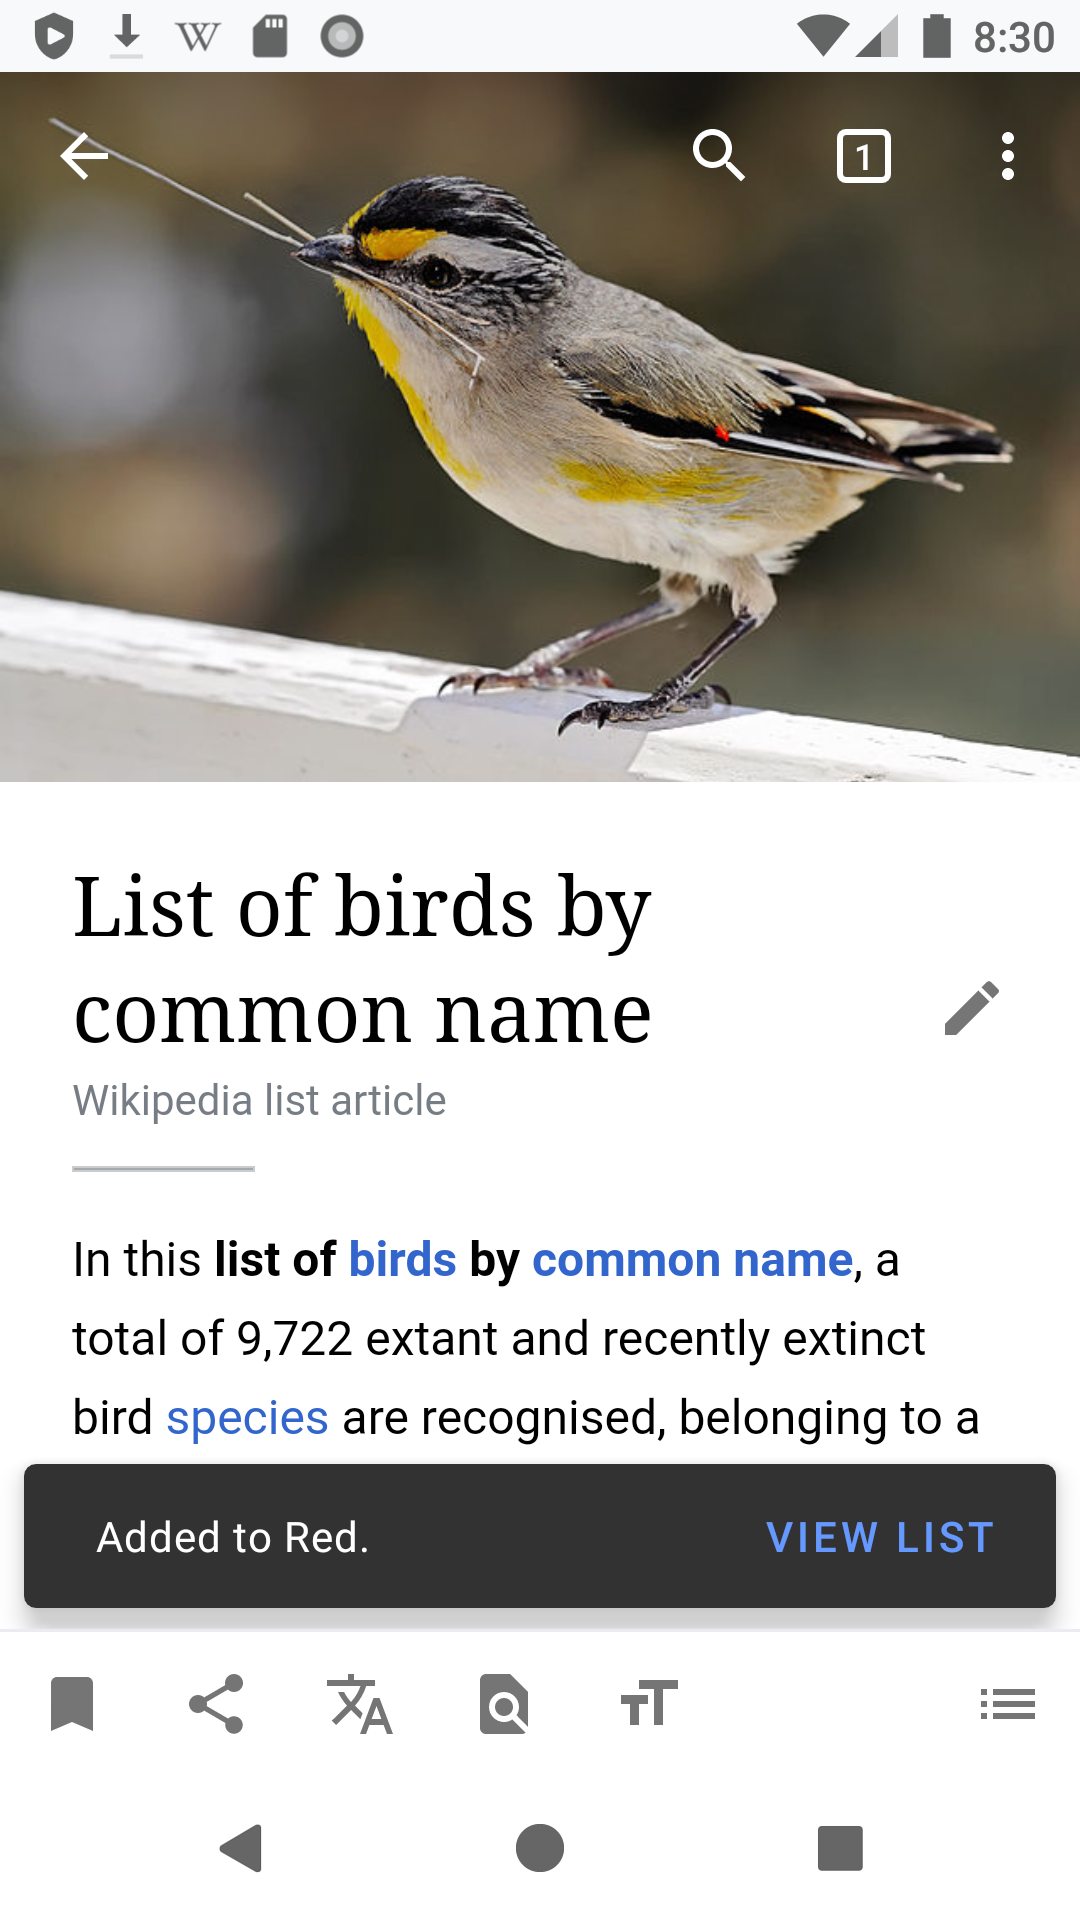 8:30
1
List of birds by
common name
Wikipedia list article
In this list of birds by common name, a
total of 9,722 extant and recently extinct
bird species are recognised, belonging to a
Added to Red. VIEW LIST